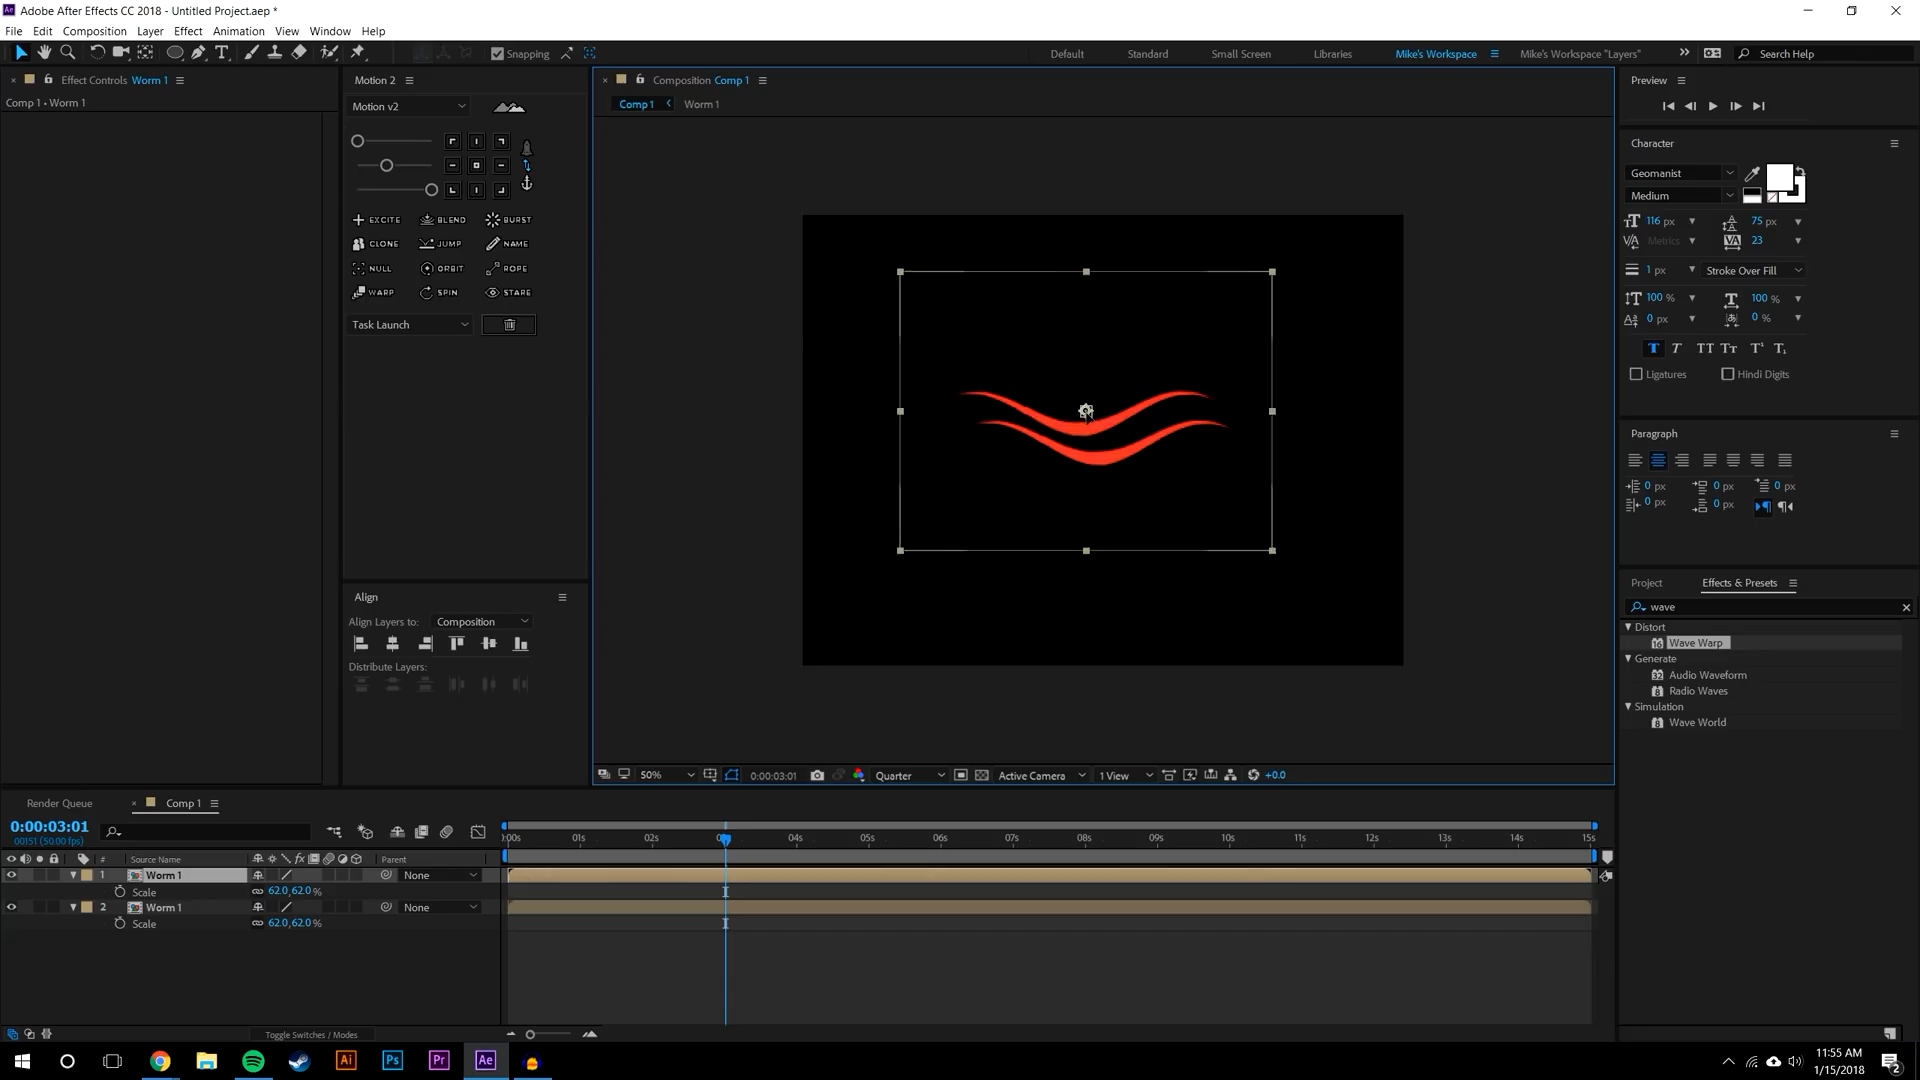 Adobe After Effects CC 2018 - Untitled Project.aep *
File Edit Composition Layer Effect Animation View Window Help
Snapping Default Standard Small Screen Libraries Mike's Workspace Mike's Workspace "Layers" Search Help
Effect Controls Worm 1
Comp 1 • Worm 1
Motion 2
Motion v2
EXCITE BLEND BURST
CLONE JUMP NAME
NULL ORBIT ROPE
WARP SPIN STARE
Task Launch
Align
Align Layers to: Composition
Distribute Layers:
Composition Comp 1
Comp 1 Worm 1
50% 0:00:03:01 Quarter Active Camera 1 View +0.0
Preview
Character
Geomanist
Medium
116 px 75 px
Metrics 23
1 px Stroke Over Fill
100 % 100 %
0 px 0 %
Ligatures Hindi Digits
Paragraph
0 px 0 px 0 px
0 px 0 px
Project Effects & Presets
wave
Distort
Wave Warp
Generate
Audio Waveform
Radio Waves
Simulation
Wave World
Render Queue Comp 1
0:00:03:01
00151 (50.00 fps)
:00s 01s 02s 04s 05s 06s 07s 08s 09s 10s 11s 12s 13s 14s 15s
# Source Name Parent
1 Worm 1 None
Scale 62.0,62.0 %
2 Worm 1 None
Scale 62.0,62.0 %
Toggle Switches / Modes
11:55 AM
1/15/2018